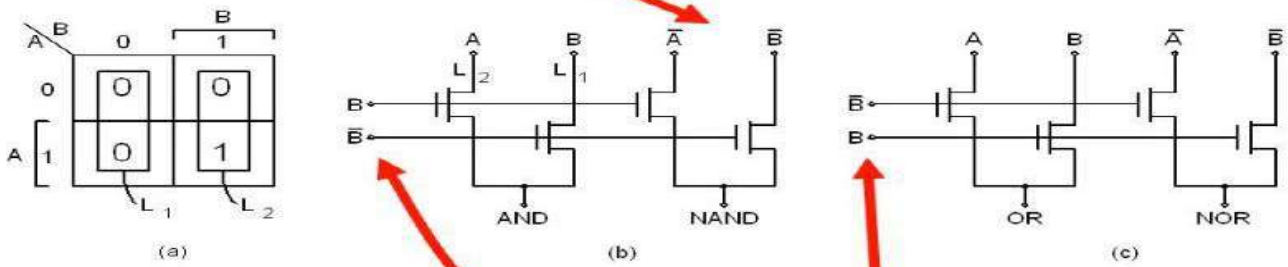 B
A B 0 1
0 0 0
A 1 0 1
L1 L2
(a)
A B A̅ B̅
L2 L1
B
B̅
AND NAND
(b)
A B A̅ B̅
B̅
B
OR NOR
(c)